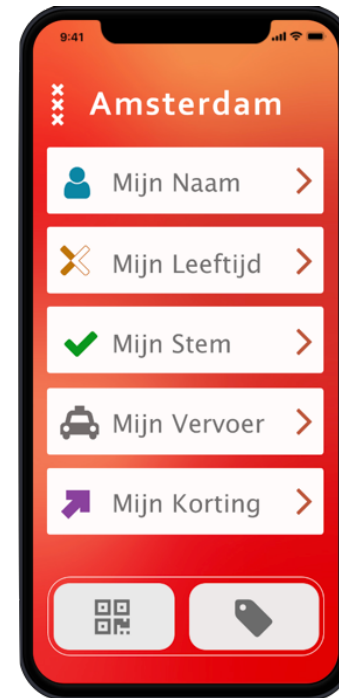 9:41
Amsterdam
Mijn Naam
Mijn Leeftijd
Mijn Stem
Mijn Vervoer
Mijn Korting